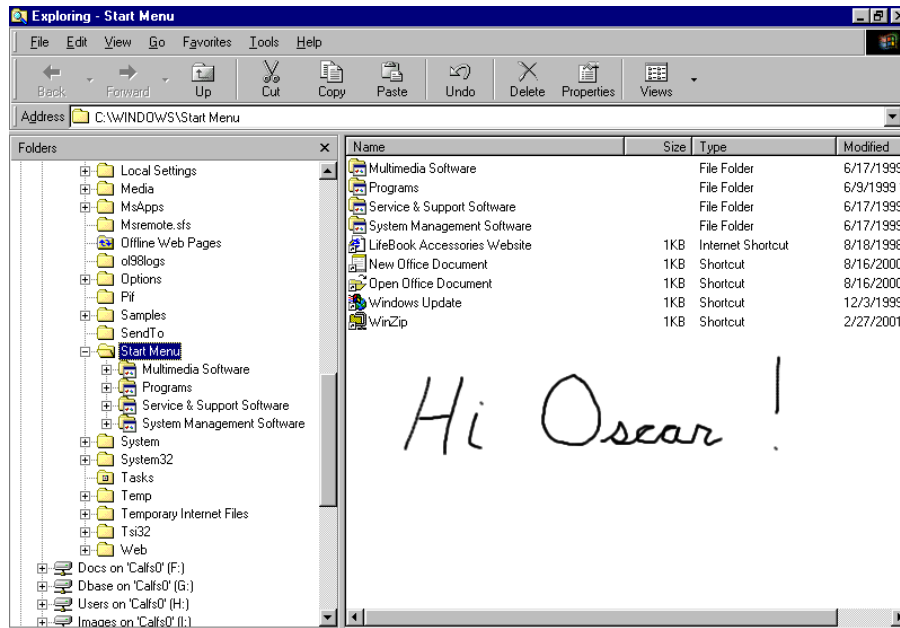 Exploring - Start Menu
File Edit View Go Favorites Tools Help
Back Forward Up Cut Copy Paste Undo Delete Properties Views
Address C:\WINDOWS\Start Menu
Folders
Local Settings
Media
MsApps
Msremote.sfs
Offline Web Pages
ol98logs
Options
Pif
Samples
SendTo
Start Menu
Multimedia Software
Programs
Service & Support Software
System Management Software
System
System32
Tasks
Temp
Temporary Internet Files
Tsi32
Web
Docs on 'Calfs0' (F:)
Dbase on 'Calfs0' (G:)
Users on 'Calfs0' (H:)
Images on 'Calfs0' (I:)
Name Size Type Modified
Multimedia Software File Folder 6/17/1999
Programs File Folder 6/9/1999
Service & Support Software File Folder 6/17/1999
System Management Software File Folder 6/17/1999
LifeBook Accessories Website 1KB Internet Shortcut 8/18/1998
New Office Document 1KB Shortcut 8/16/2000
Open Office Document 1KB Shortcut 8/16/2000
Windows Update 1KB Shortcut 12/3/1999
WinZip 1KB Shortcut 2/27/2001
Hi Oscar !